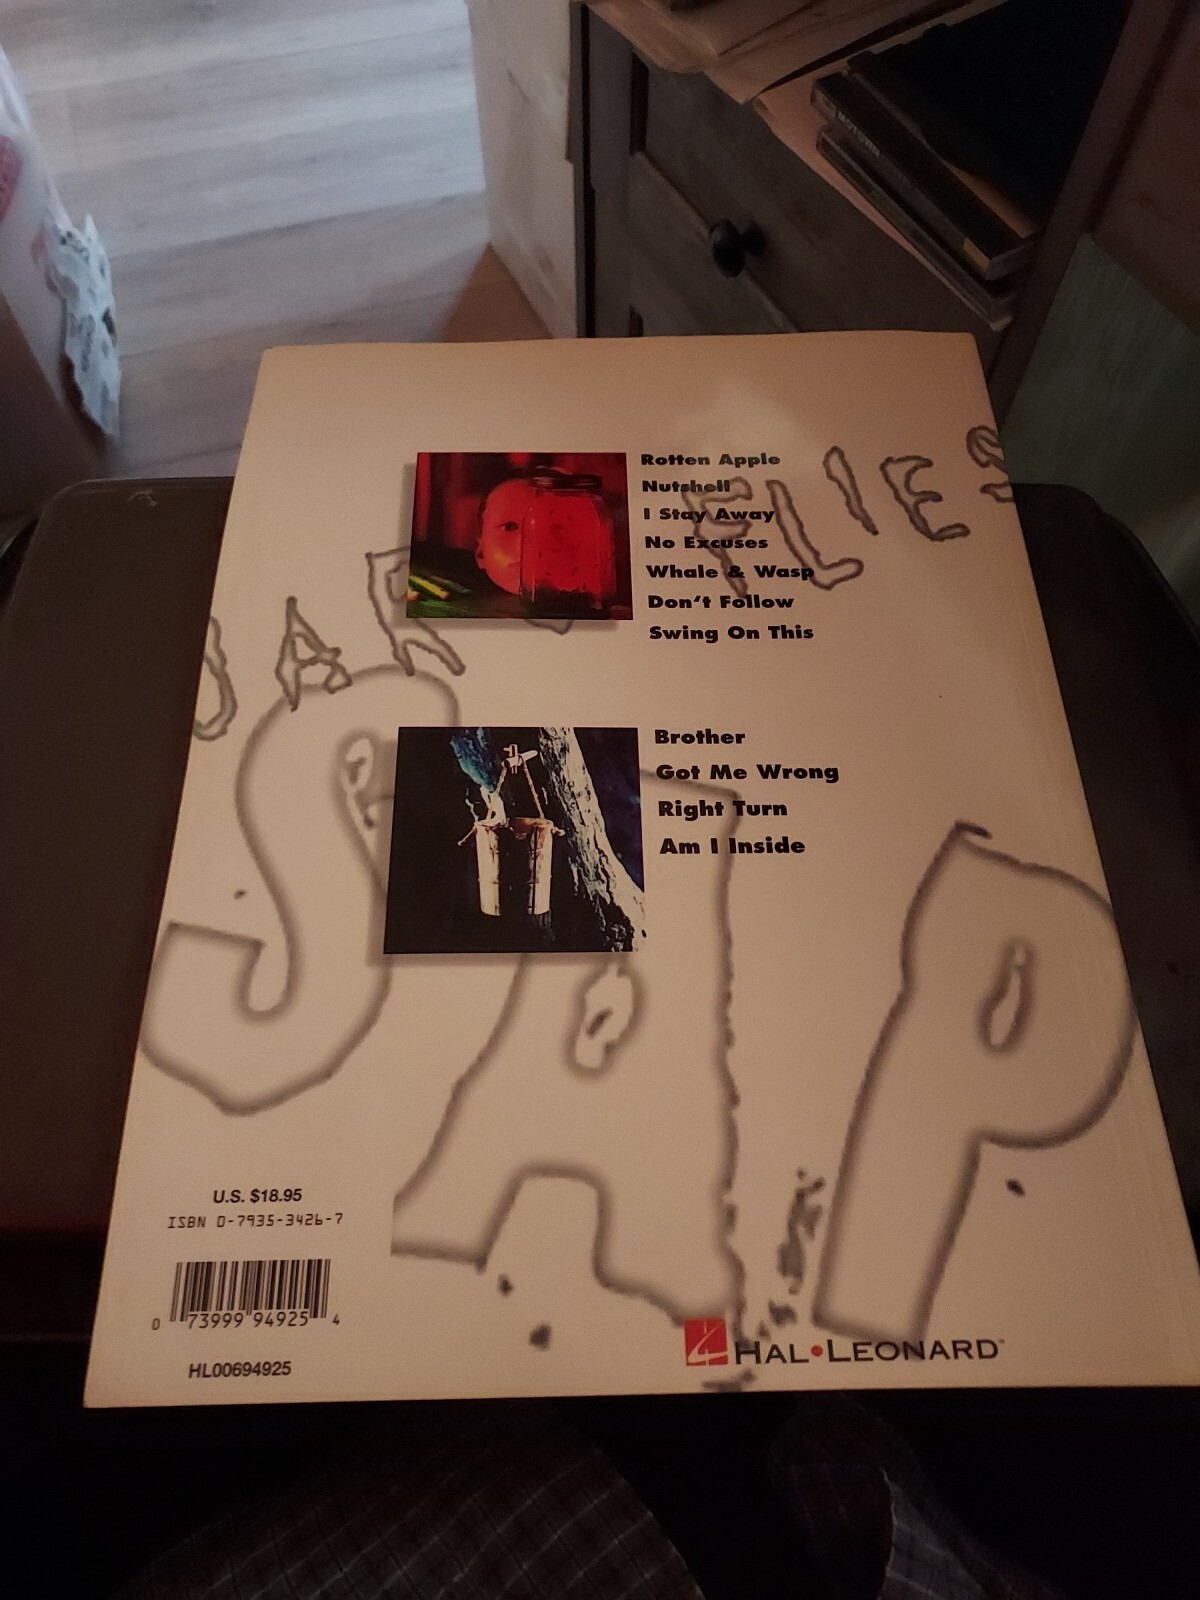 MOTOWN
JAR FLIES
Rotten Apple
Nutshell
I Stay Away
No Excuses
Whale & Wasp
Don't Follow
Swing On This
SAP
Brother
Got Me Wrong
Right Turn
Am I Inside
U.S. $18.95
ISBN 0-7935-3426-7
0 73999 94925 4
HL00694925
HAL•LEONARD™